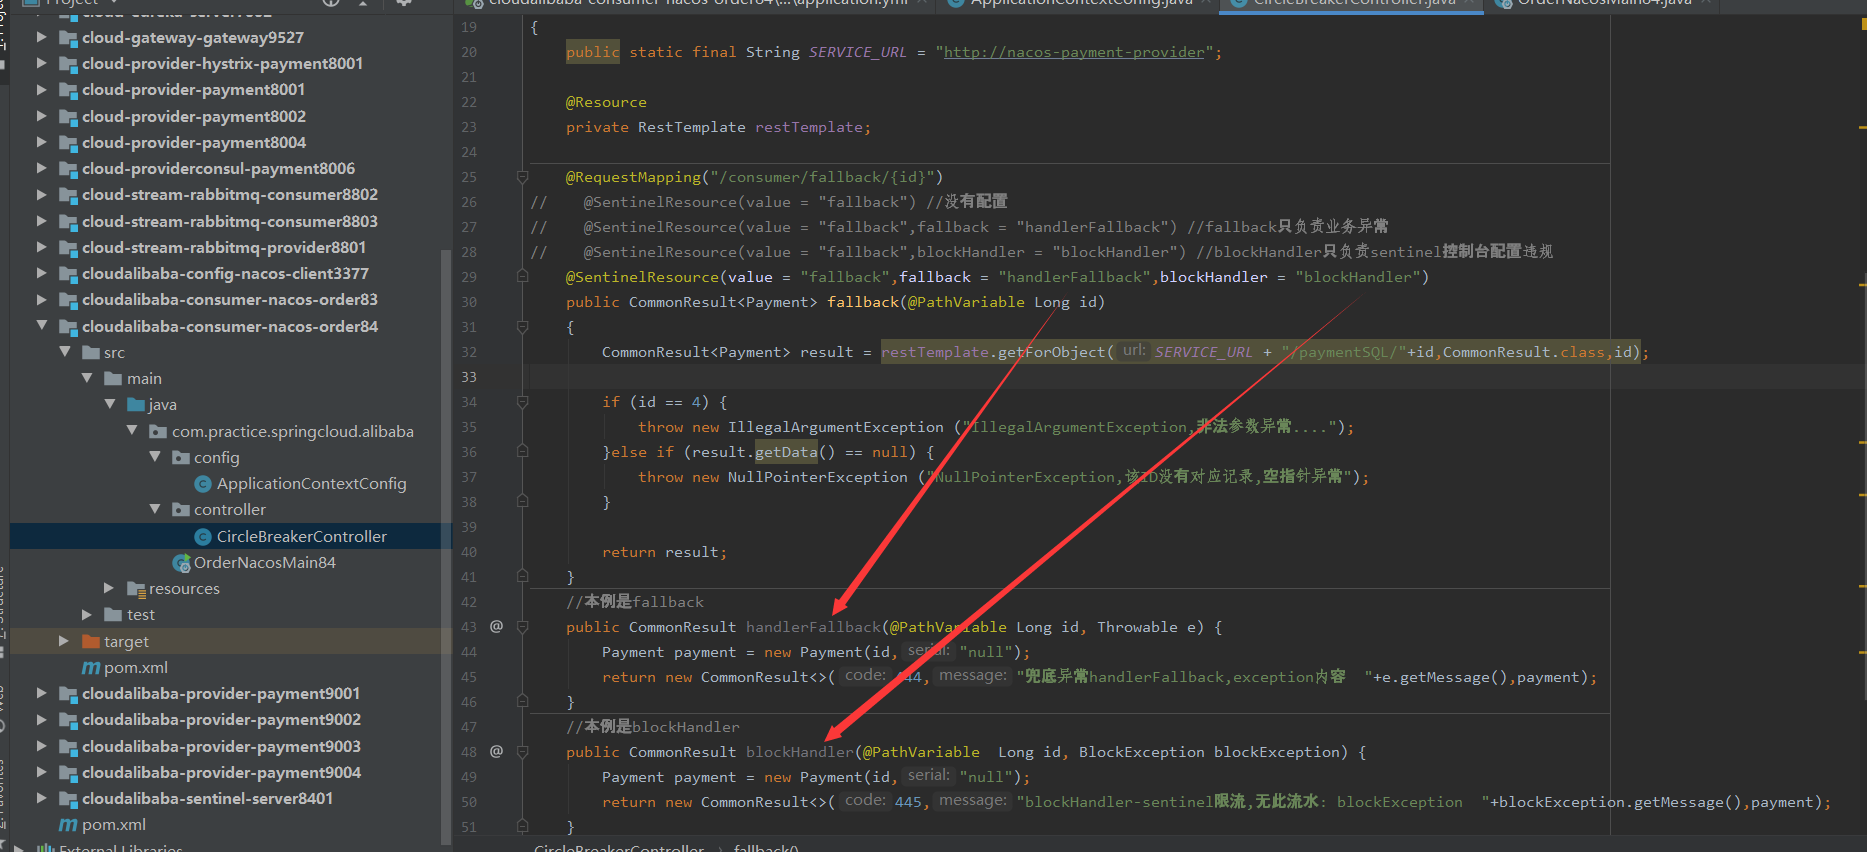 Project
cloud-eureka-server7002
cloud-gateway-gateway9527
cloud-provider-hystrix-payment8001
cloud-provider-payment8001
cloud-provider-payment8002
cloud-provider-payment8004
cloud-providerconsul-payment8006
cloud-stream-rabbitmq-consumer8802
cloud-stream-rabbitmq-consumer8803
cloud-stream-rabbitmq-provider8801
cloudalibaba-config-nacos-client3377
cloudalibaba-consumer-nacos-order83
cloudalibaba-consumer-nacos-order84
src
main
java
com.practice.springcloud.alibaba
config
ApplicationContextConfig
controller
CircleBreakerController
OrderNacosMain84
resources
test
target
pom.xml
cloudalibaba-provider-payment9001
cloudalibaba-provider-payment9002
cloudalibaba-provider-payment9003
cloudalibaba-provider-payment9004
cloudalibaba-sentinel-server8401
pom.xml
External Libraries
cloudalibaba-consumer-nacos-order84\...\application.yml
ApplicationContextConfig.java
CircleBreakerController.java
OrderNacosMain84.java
19 {
20 public static final String SERVICE_URL = "http://nacos-payment-provider";
21
22 @Resource
23 private RestTemplate restTemplate;
24
25 @RequestMapping("/consumer/fallback/{id}")
26 // @SentinelResource(value = "fallback") //没有配置
27 // @SentinelResource(value = "fallback",fallback = "handlerFallback") //fallback只负责业务异常
28 // @SentinelResource(value = "fallback",blockHandler = "blockHandler") //blockHandler只负责sentinel控制台配置违规
29 @SentinelResource(value = "fallback",fallback = "handlerFallback",blockHandler = "blockHandler")
30 public CommonResult<Payment> fallback(@PathVariable Long id)
31 {
32 CommonResult<Payment> result = restTemplate.getForObject( url: SERVICE_URL + "/paymentSQL/"+id,CommonResult.class,id);
33
34 if (id == 4) {
35 throw new IllegalArgumentException ("IllegalArgumentException,非法参数异常....");
36 }else if (result.getData() == null) {
37 throw new NullPointerException ("NullPointerException,该ID没有对应记录,空指针异常");
38 }
39
40 return result;
41 }
42 //本例是fallback
43 @ public CommonResult handlerFallback(@PathVariable Long id, Throwable e) {
44 Payment payment = new Payment(id, serial: "null");
45 return new CommonResult<>( code: 444, message: "兜底异常handlerFallback,exception内容  "+e.getMessage(),payment);
46 }
47 //本例是blockHandler
48 @ public CommonResult blockHandler(@PathVariable  Long id, BlockException blockException) {
49 Payment payment = new Payment(id, serial: "null");
50 return new CommonResult<>( code: 445, message: "blockHandler-sentinel限流,无此流水: blockException  "+blockException.getMessage(),payment);
51 }
CircleBreakerController › fallback()